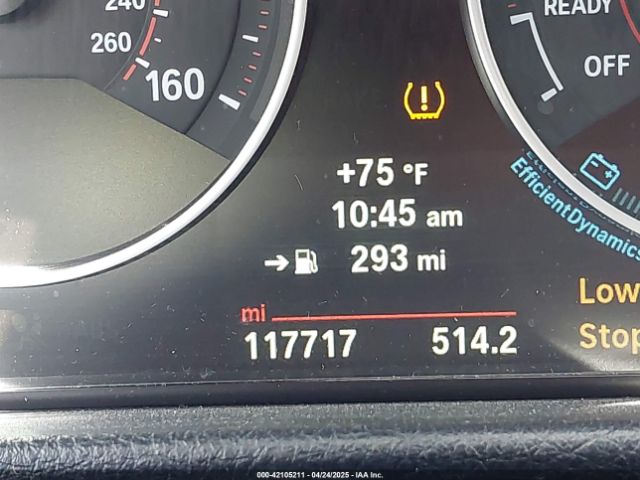 240
260
160
READY
OFF
!
+75 °F
10:45 am
293 mi
EfficientDynamics
Low
Stop
mi
117717 514.2
000-42105211 - 04/24/2025 - IAA Inc.